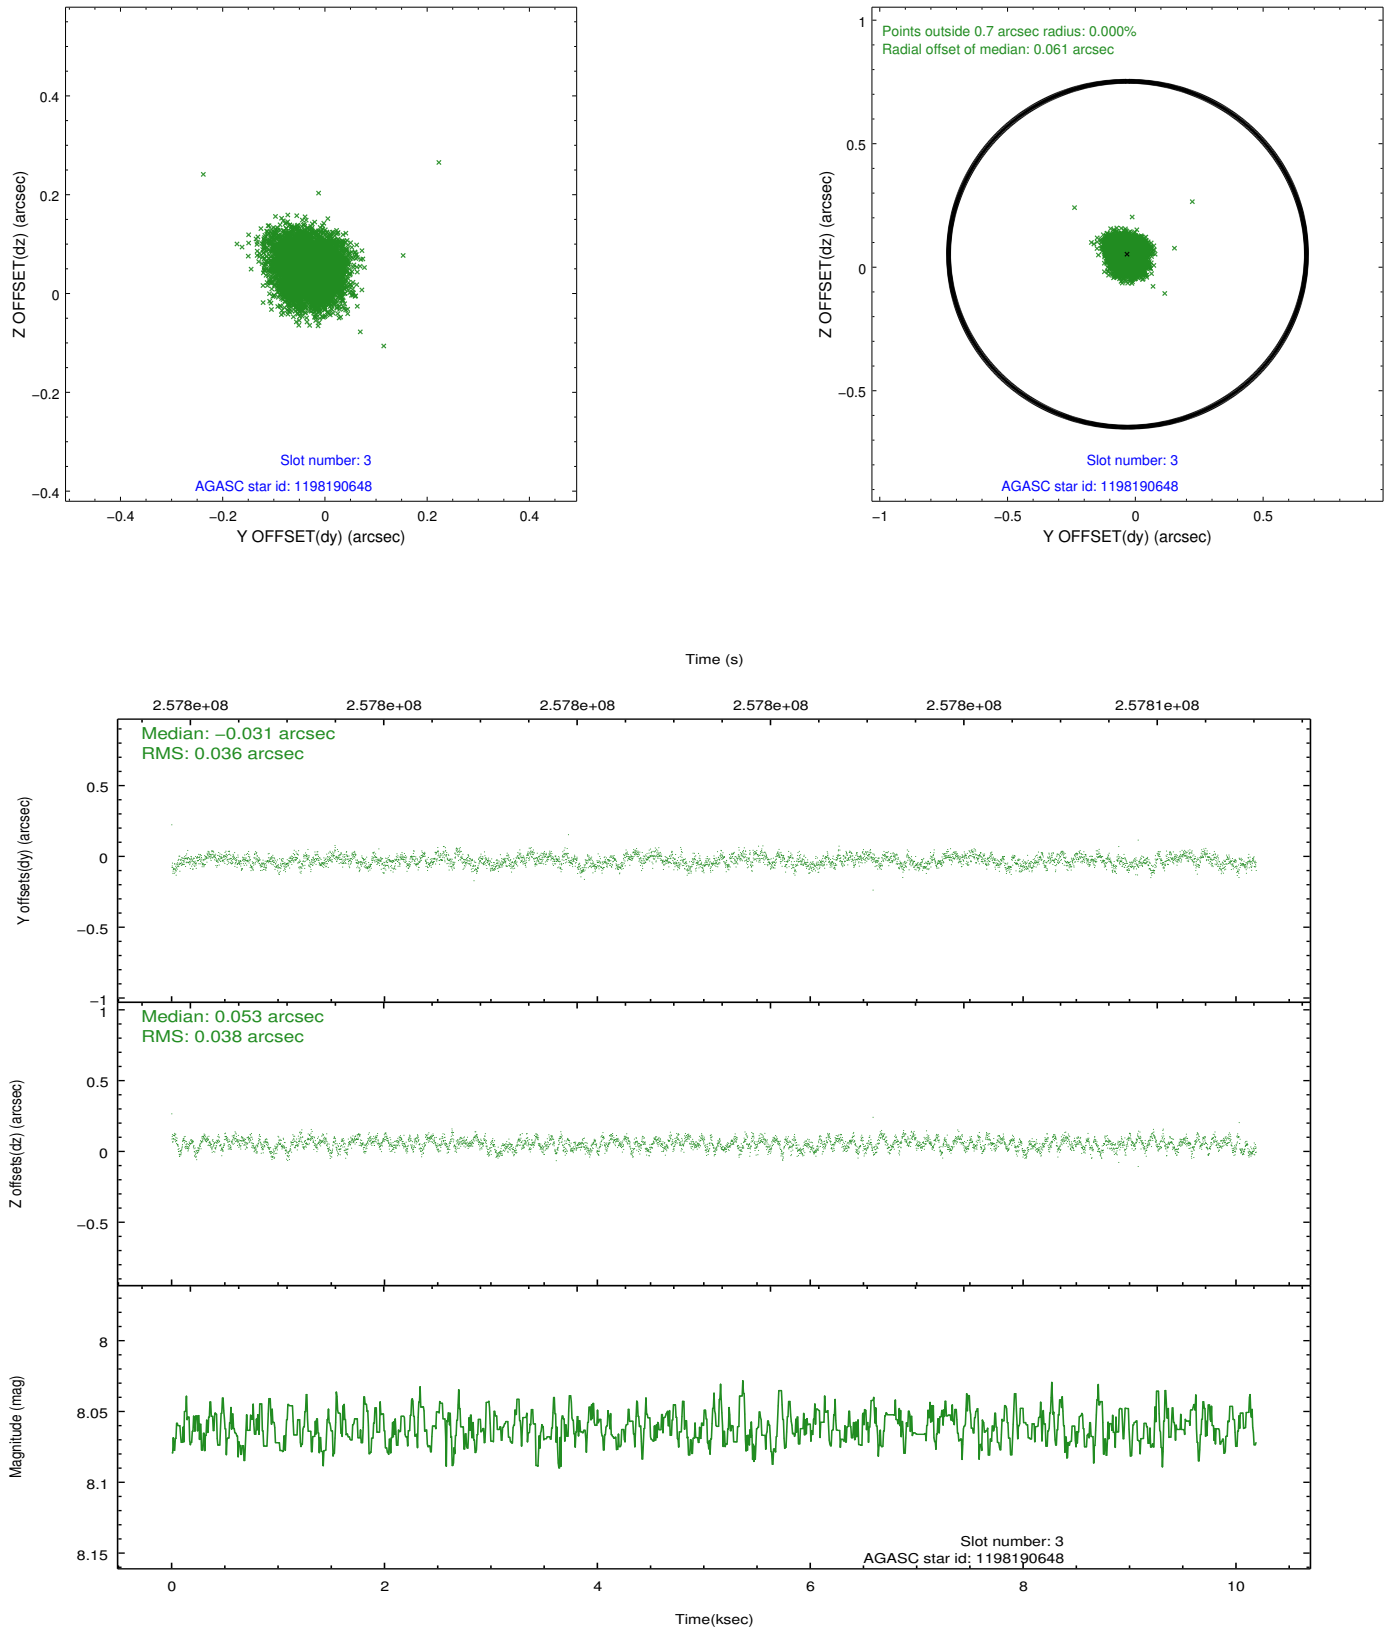 0.4
0.2
0
−0.2
−0.4
Z OFFSET(dz) (arcsec)
Slot number: 3
AGASC star id: 1198190648
−0.4 −0.2 0 0.2 0.4
Y OFFSET(dy) (arcsec)
Points outside 0.7 arcsec radius: 0.000%
Radial offset of median: 0.061 arcsec
1
0.5
0
−0.5
Z OFFSET(dz) (arcsec)
Slot number: 3
AGASC star id: 1198190648
−1 −0.5 0 0.5
Y OFFSET(dy) (arcsec)
Time (s)
2.578e+08 2.578e+08 2.578e+08 2.578e+08 2.578e+08 2.5781e+08
Median: −0.031 arcsec
RMS: 0.036 arcsec
0.5
0
−0.5
−1
Y offsets(dy) (arcsec)
Median: 0.053 arcsec
RMS: 0.038 arcsec
1
0.5
0
−0.5
Z offsets(dz) (arcsec)
8
8.05
8.1
8.15
Magnitude (mag)
Slot number: 3
AGASC star id: 1198190648
0 2 4 6 8 10
Time(ksec)